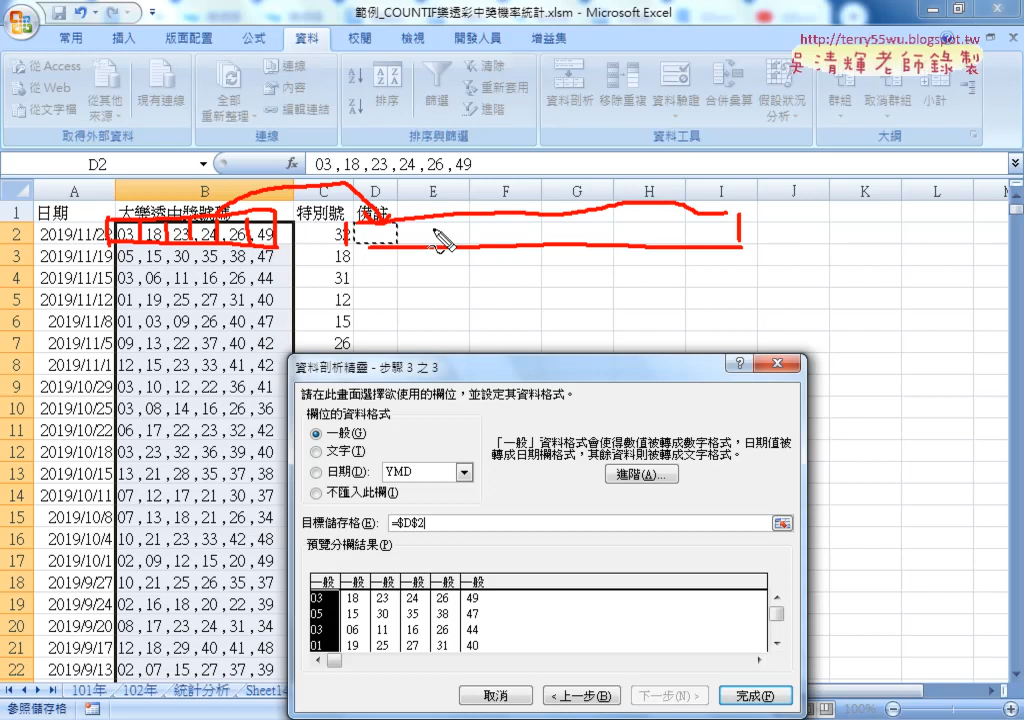 範例_COUNTIF樂透彩中獎機率統計.xlsm - Microsoft Excel
常用 插入 版面配置 公式 資料 校閱 檢視 開發人員 增益集
http://terry55wu.blogspot.tw
吳清輝老師錄製
從 Access
從 Web
從文字檔
從其他來源
現有連線
全部重新整理
連線
內容
編輯連結
排序
篩選
清除
重新套用
進階
資料剖析
移除重複
資料驗證
合併彙算
假設狀況分析
群組
取消群組
小計
取得外部資料 連線 排序與篩選 資料工具 大綱
D2 fx 03,18,23,24,26,49
A B C D E F G H I J K L
1 日期 大樂透中獎號碼 特別號 備註
2 2019/11/22 03,18,23,24,26,49 32
3 2019/11/19 05,15,30,35,38,47 18
4 2019/11/15 03,06,11,16,26,44 31
5 2019/11/12 01,19,25,27,31,40 12
6 2019/11/8 01,03,09,26,40,47 15
7 2019/11/5 09,13,22,37,40,42 26
8 2019/11/1 12,15,23,33,41,42
9 2019/10/29 03,10,12,22,36,41
10 2019/10/25 03,08,14,16,26,36
11 2019/10/22 06,17,22,23,32,42
12 2019/10/18 03,23,32,36,39,40
13 2019/10/15 13,21,28,35,37,38
14 2019/10/11 07,12,17,21,30,37
15 2019/10/8 07,13,18,21,26,34
16 2019/10/4 10,21,23,33,42,48
17 2019/10/1 02,09,12,15,20,49
18 2019/9/27 10,21,25,26,35,37
19 2019/9/24 02,16,18,20,22,39
20 2019/9/20 08,17,23,24,31,34
21 2019/9/17 12,18,29,40,41,48
22 2019/9/13 02,07,15,27,37,39
資料剖析精靈 - 步驟 3 之 3
請在此畫面選擇欲使用的欄位，並設定其資料格式。
欄位的資料格式
一般(G)
文字(T)
日期(D): YMD
不匯入此欄(I)
「一般」資料格式會使得數值被轉成數字格式，日期值被
轉成日期欄格式，其餘資料則被轉成文字格式。
進階(A)...
目標儲存格(E): =$D$2
預覽分欄結果(P)
一般 一般 一般 一般 一般 一般
03 18 23 24 26 49
05 15 30 35 38 47
03 06 11 16 26 44
01 19 25 27 31 40
取消 < 上一步(B) 下一步(N) > 完成(F)
101年 102年 統計分析 Sheet1
參照儲存格 100%